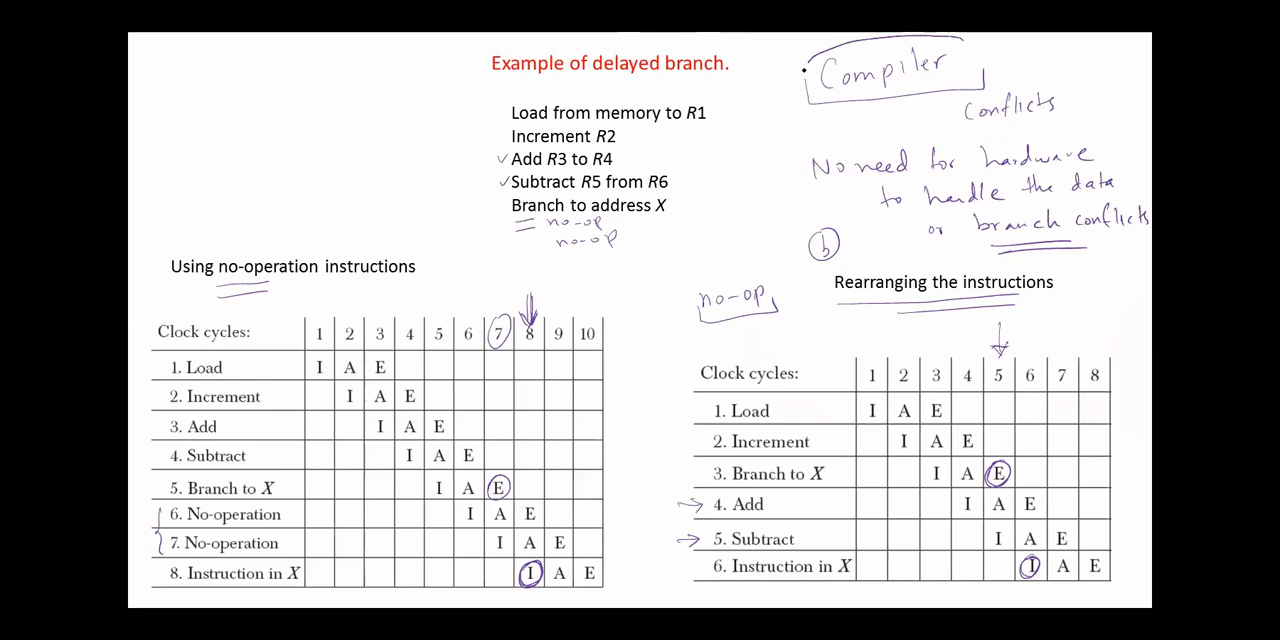 Example of delayed branch.
Compiler
Conflicts
Load from memory to R1
Increment R2
Add R3 to R4
Subtract R5 from R6
Branch to address X
no-op
no-op
No need for hardware
to handle the data
or branch conflicts
b
Using no-operation instructions
Clock cycles: 1 2 3 4 5 6 7 8 9 10
1. Load I A E
2. Increment I A E
3. Add I A E
4. Subtract I A E
5. Branch to X I A E
6. No-operation I A E
7. No-operation I A E
8. Instruction in X I A E
no-op
Rearranging the instructions
Clock cycles: 1 2 3 4 5 6 7 8
1. Load I A E
2. Increment I A E
3. Branch to X I A E
4. Add I A E
5. Subtract I A E
6. Instruction in X I A E